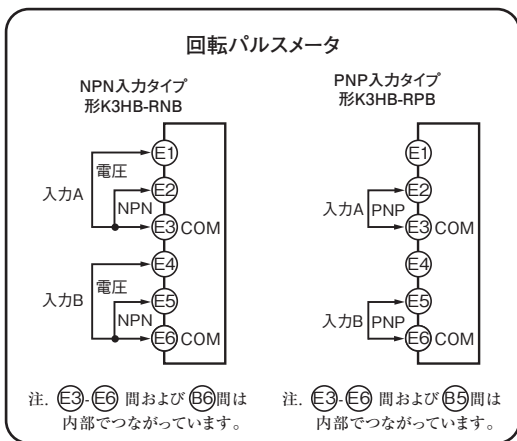 回転パルスメータ
NPN入力タイプ
形K3HB-RNB
E1
電圧
E2
入力A
NPN
E3 COM
E4
電圧
入力B
E5
NPN
E6 COM
注. E3-E6 間および B6間は
内部でつながっています。
PNP入力タイプ
形K3HB-RPB
E1
E2
入力A PNP
E3 COM
E4
E5
入力B PNP
E6 COM
注. E3-E6 間および B5間は
内部でつながっています。